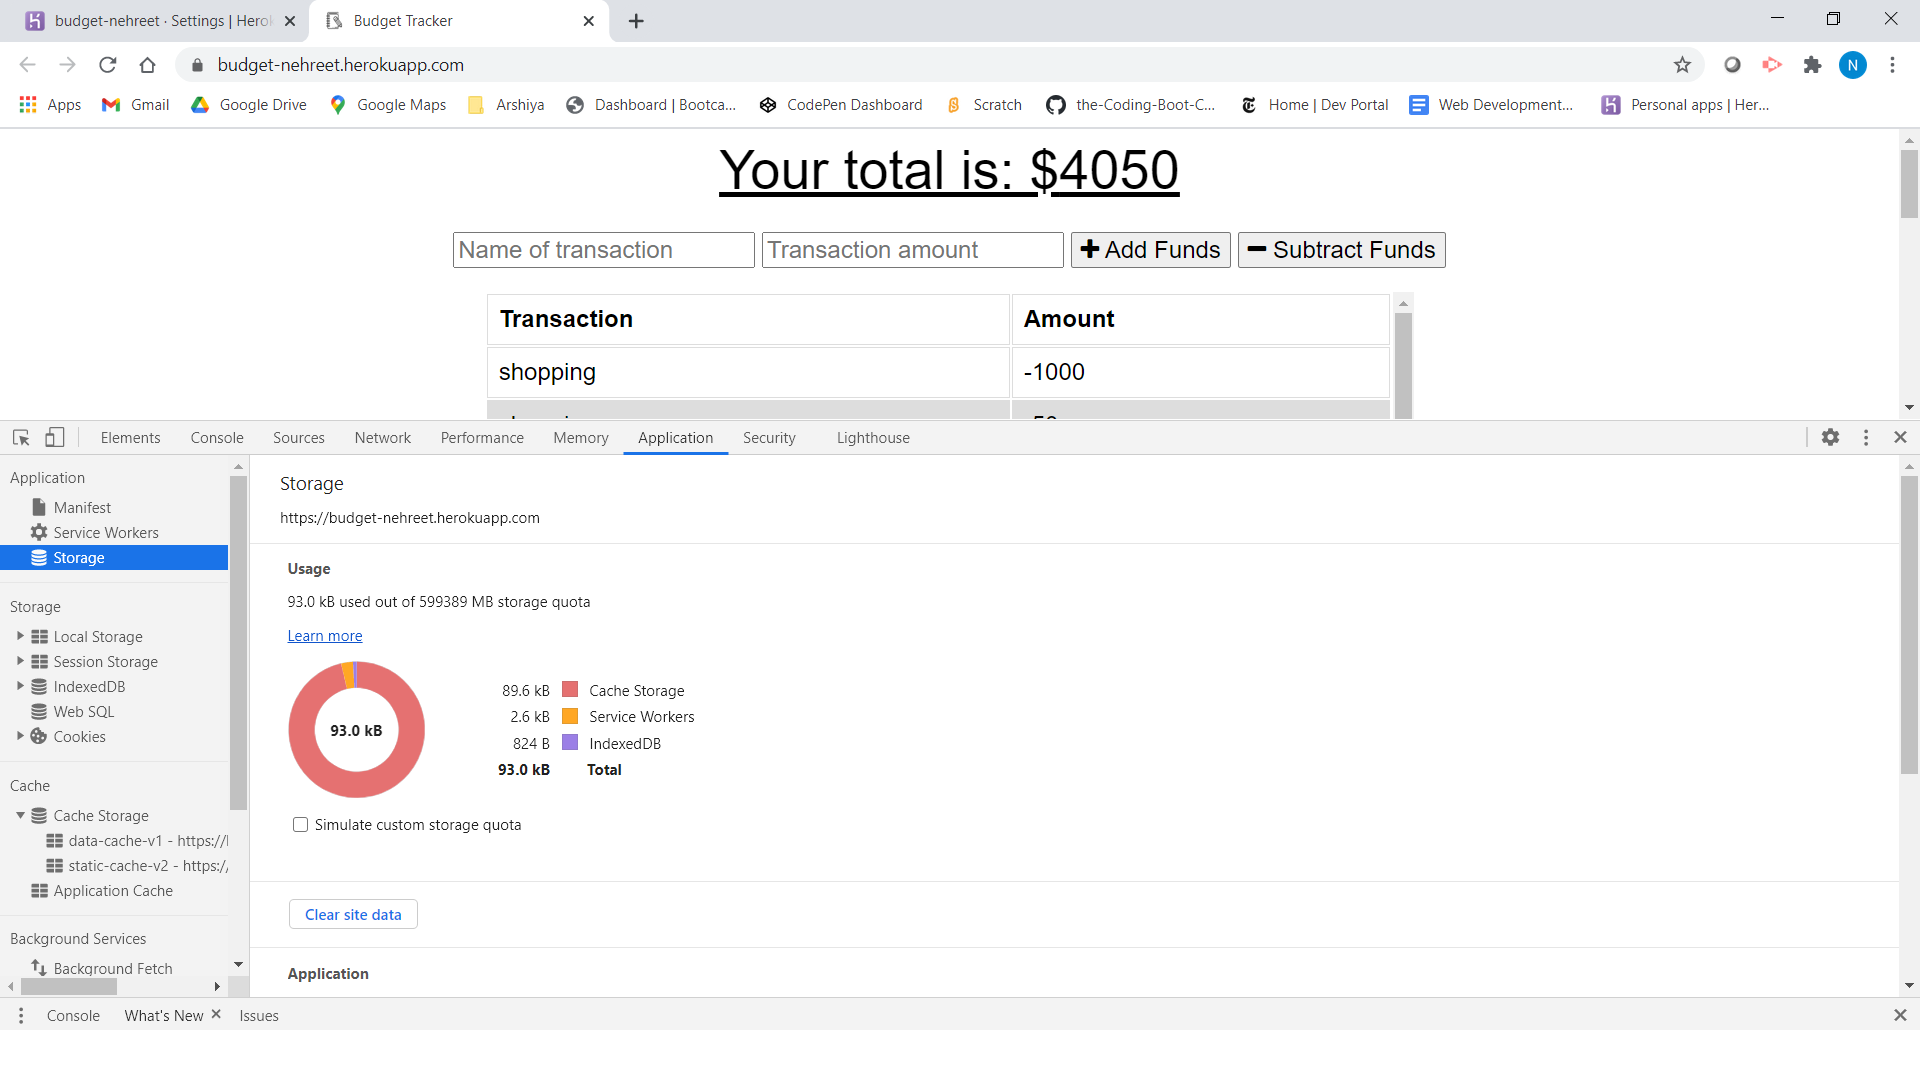 budget-nehreet · Settings | Hero
Budget Tracker
budget-nehreet.herokuapp.com
N
Apps
Gmail
Google Drive
Google Maps
Arshiya
Dashboard | Bootca...
CodePen Dashboard
Scratch
the-Coding-Boot-C...
Home | Dev Portal
Web Development...
Personal apps | Her...
Your total is: $4050
Name of transaction
Transaction amount
Add Funds
Subtract Funds
Transaction Amount
shopping -1000
Elements Console Sources Network Performance Memory Application Security Lighthouse
Application
Manifest
Service Workers
Storage
Storage
Local Storage
Session Storage
IndexedDB
Web SQL
Cookies
Cache
Cache Storage
data-cache-v1 - https://
static-cache-v2 - https:/
Application Cache
Background Services
Background Fetch
Storage
https://budget-nehreet.herokuapp.com
Usage
93.0 kB used out of 599389 MB storage quota
Learn more
93.0 kB
89.6 kB Cache Storage
2.6 kB Service Workers
824 B IndexedDB
93.0 kB Total
Simulate custom storage quota
Clear site data
Application
Console What's New Issues